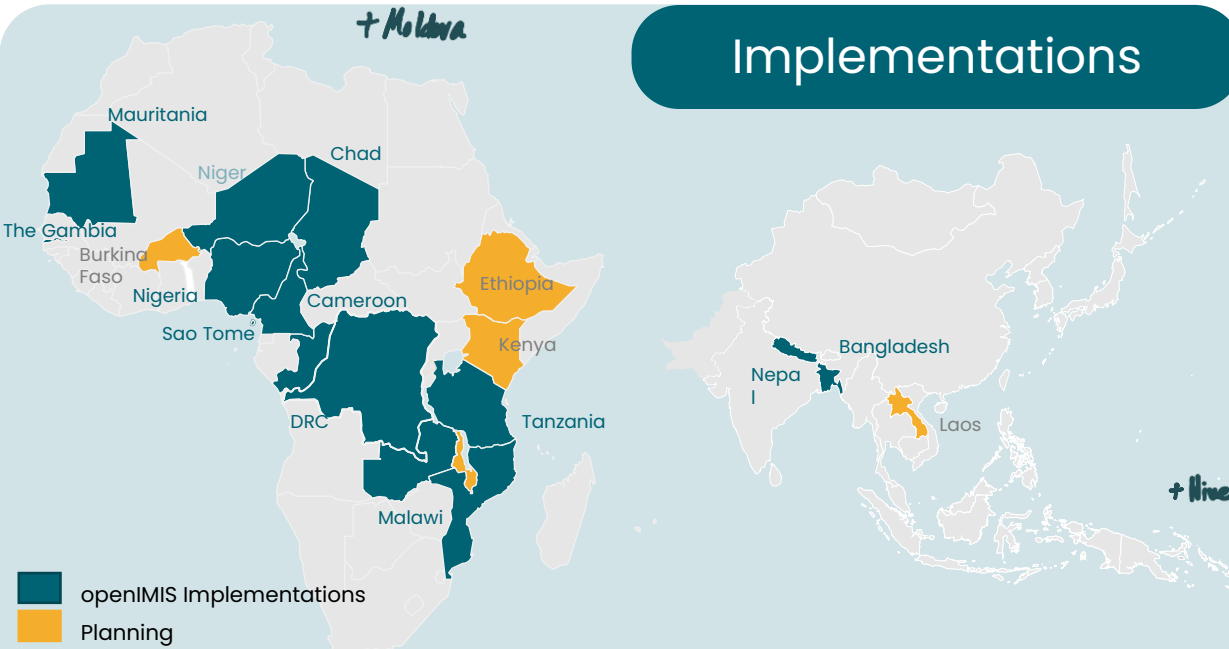 + Moldova
Implementations
Mauritania
Chad
Niger
The Gambia
Burkina
Faso
Ethiopia
Nigeria
Cameroon
Sao Tome
Kenya
Bangladesh
Nepa
l
DRC
Tanzania
Laos
Malawi
openIMIS Implementations
Planning